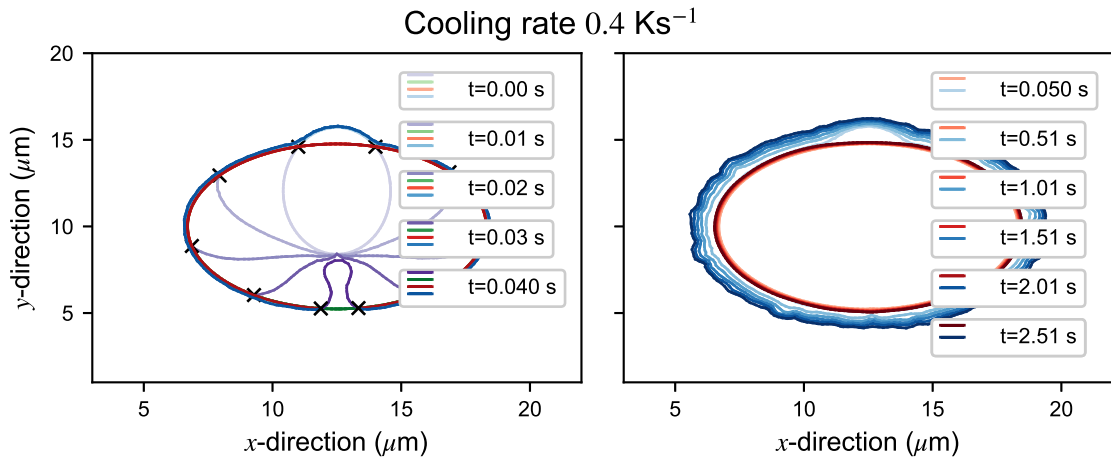 Cooling rate 0.4 Ks⁻¹
20
15
10
5
y-direction (μm)
5
10
15
20
x-direction (μm)
t=0.00 s
t=0.01 s
t=0.02 s
t=0.03 s
t=0.040 s
5
10
15
20
x-direction (μm)
t=0.050 s
t=0.51 s
t=1.01 s
t=1.51 s
t=2.01 s
t=2.51 s